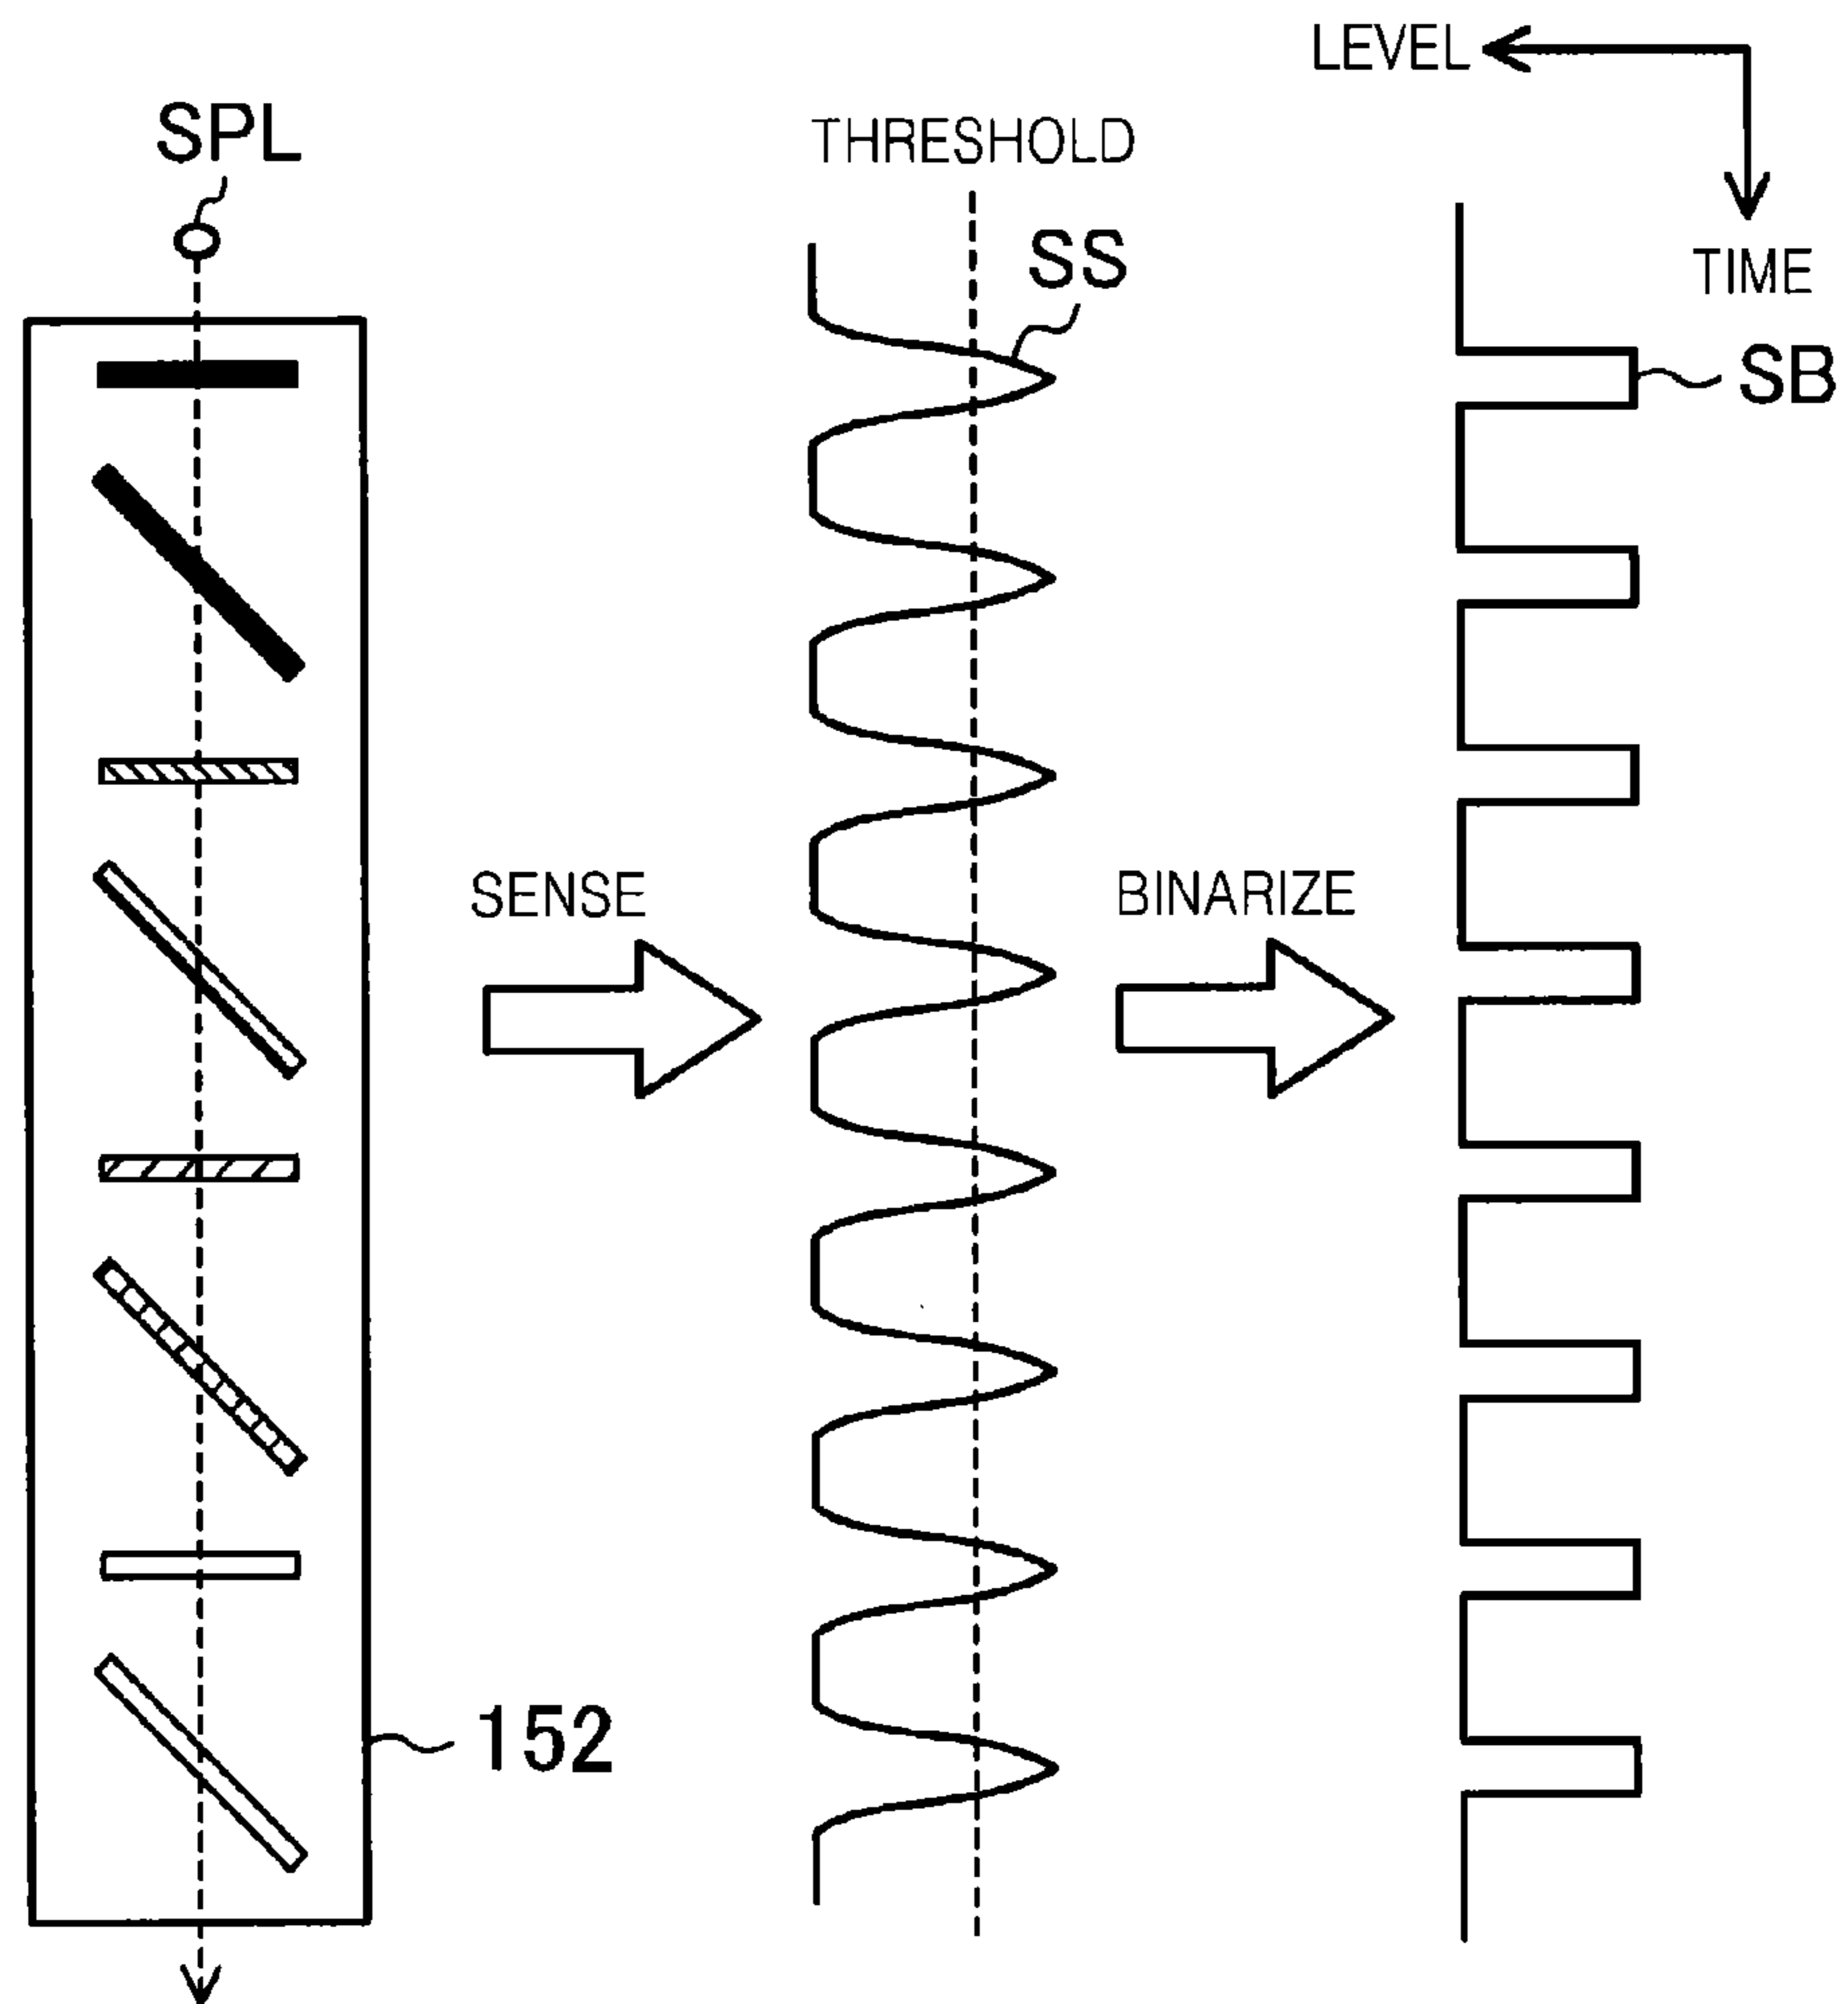 LEVEL
SPL
THRESHOLD
SS
TIME
SB
SENSE
BINARIZE
152